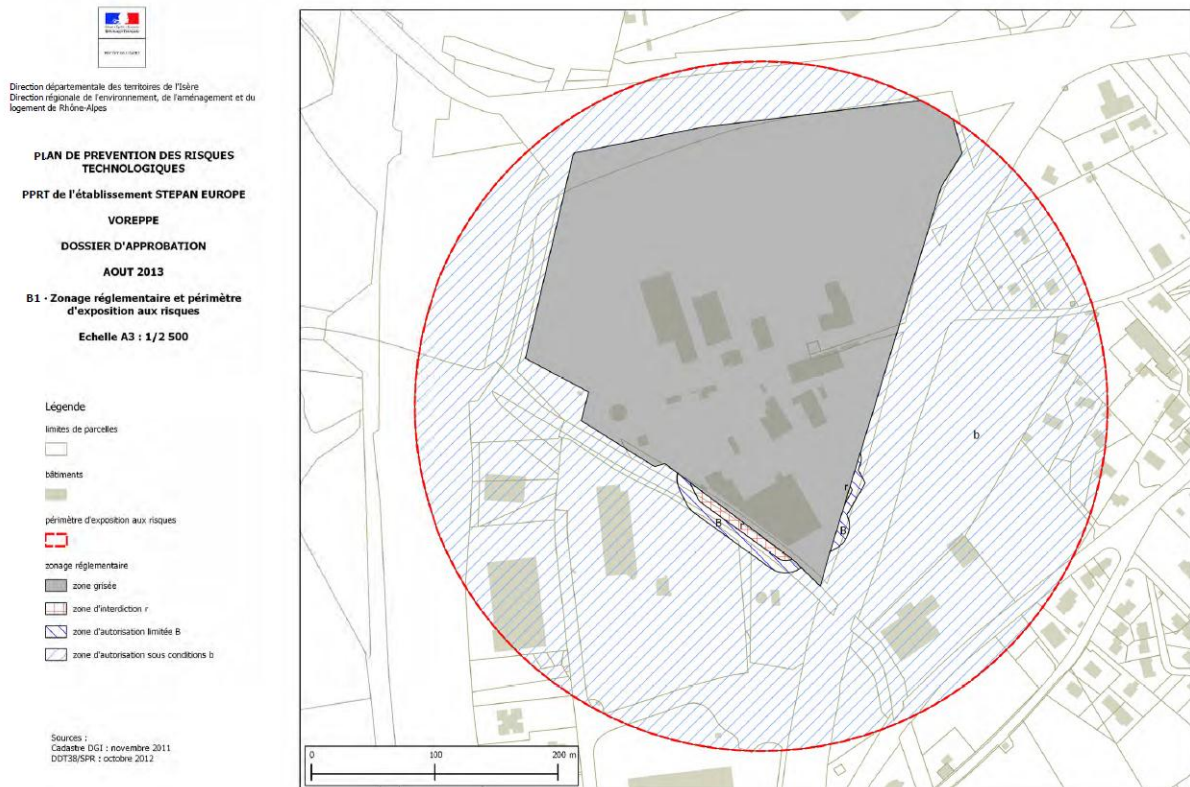 Direction départementale des territoires de l'Isère
Direction régionale de l'environnement, de l'aménagement et du
logement de Rhône-Alpes
PLAN DE PREVENTION DES RISQUES
TECHNOLOGIQUES
PPRT de l'établissement STEPAN EUROPE
VOREPPE
DOSSIER D'APPROBATION
AOUT 2013
B1 - Zonage réglementaire et périmètre
d'exposition aux risques
Echelle A3 : 1/2 500
Légende
limites de parcelles
bâtiments
périmètre d'exposition aux risques
zonage réglementaire
zone grisée
zone d'interdiction r
zone d'autorisation limitée B
zone d'autorisation sous conditions b
Sources :
Cadastre DGI : novembre 2011
DDT38/SPR : octobre 2012
b
r
B
r
B
0 100 200 m